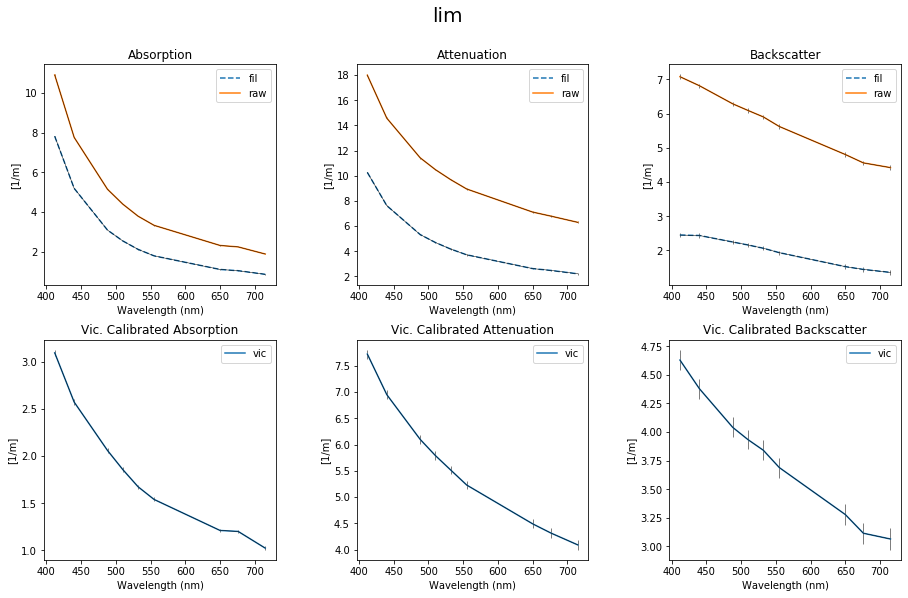 lim
Absorption
Attenuation
Backscatter
fil
raw
fil
raw
fil
raw
[1/m]
10
8
6
4
2
[1/m]
18
16
14
12
10
8
6
4
2
[1/m]
7
6
5
4
3
2
400 450 500 550 600 650 700
400 450 500 550 600 650 700
400 450 500 550 600 650 700
Wavelength (nm)
Wavelength (nm)
Wavelength (nm)
Vic. Calibrated Absorption
Vic. Calibrated Attenuation
Vic. Calibrated Backscatter
vic
vic
vic
[1/m]
3.0
2.5
2.0
1.5
1.0
[1/m]
7.5
7.0
6.5
6.0
5.5
5.0
4.5
4.0
[1/m]
4.75
4.50
4.25
4.00
3.75
3.50
3.25
3.00
400 450 500 550 600 650 700
400 450 500 550 600 650 700
400 450 500 550 600 650 700
Wavelength (nm)
Wavelength (nm)
Wavelength (nm)